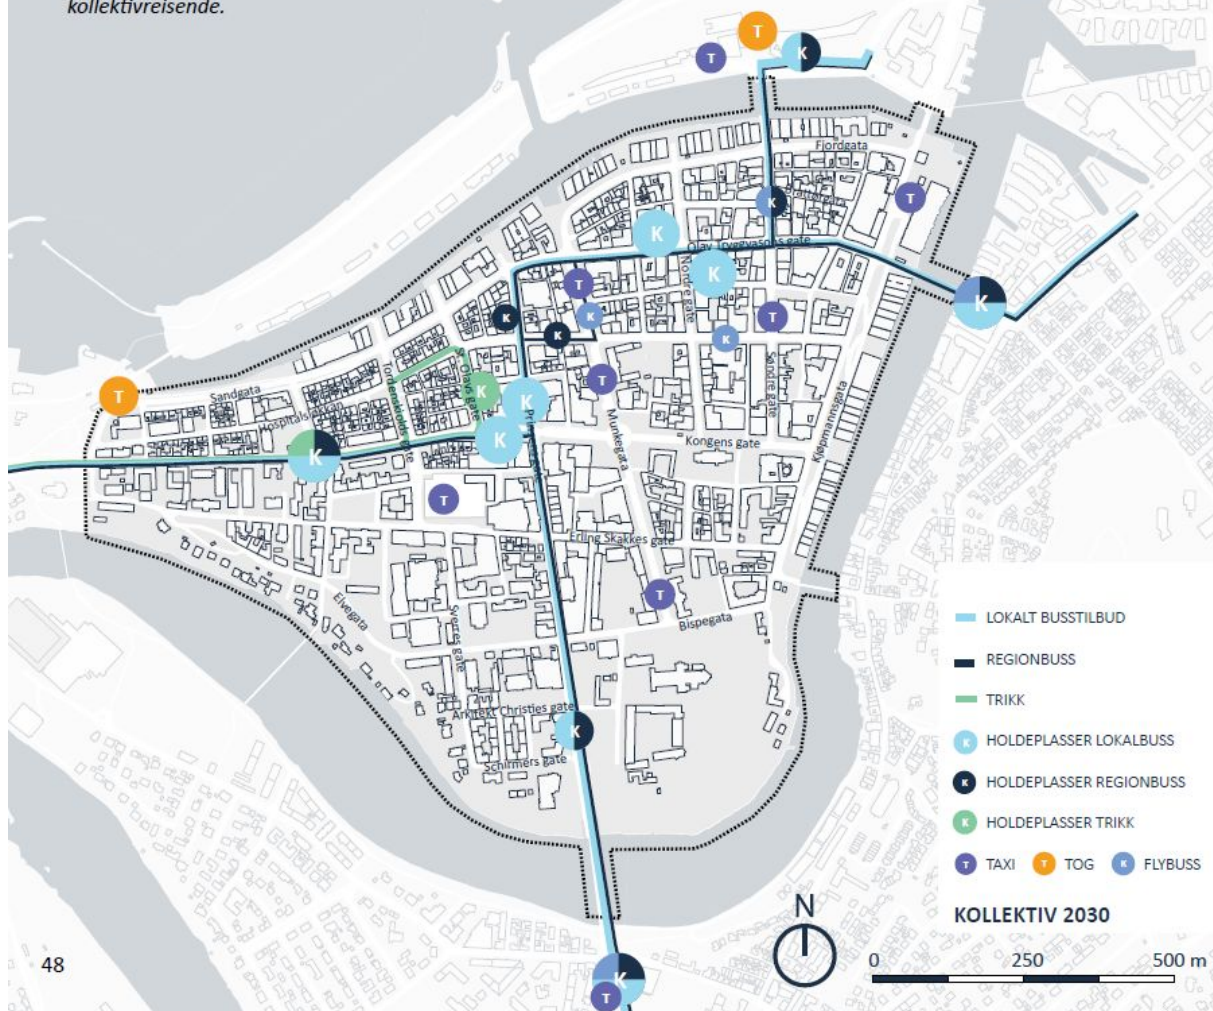 kollektivreisende.
T
K
T
Fjordgata
K
T
K
Olav Tryggvasons gate
K
Nordre gate
T
K
K
T
K
K
K
T
T
Sandgata
St. Olavs gate
Tordenskiolds gate
K
K
Søndre gate
Munkegata
Kjøpmannsgata
K
Kongens gate
K
T
Erling Skakkes gate
T
Elvegata
Sverres gate
Bispegata
Arkitekt Christies gate
K
Schirmers gate
K
T
LOKALT BUSSTILBUD
REGIONBUSS
TRIKK
K HOLDEPLASSER LOKALBUSS
K HOLDEPLASSER REGIONBUSS
K HOLDEPLASSER TRIKK
T TAXI T TOG K FLYBUSS
KOLLEKTIV 2030
N
0 250 500 m
48